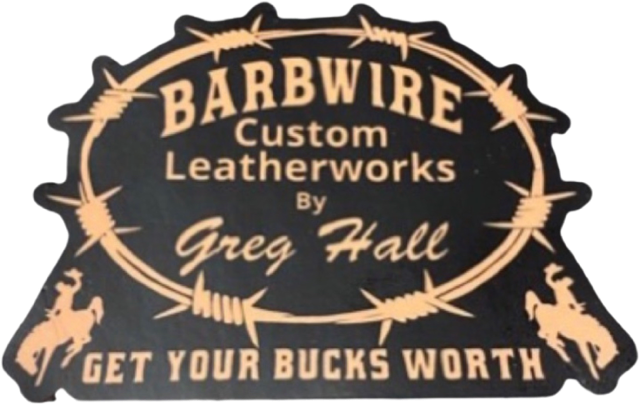 BARBWIRE
Custom
Leatherworks
By
Greg Hall
GET YOUR BUCKS WORTH